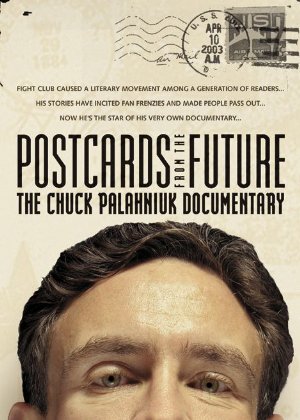 U.S.S.
APR
10
2003
A.M
Air Mail
FIGHT CLUB CAUSED A LITERARY MOVEMENT AMONG A GENERATION OF READERS...
HIS STORIES HAVE INCITED FAN FRENZIES AND MADE PEOPLE PASS OUT...
NOW HE'S THE STAR OF HIS VERY OWN DOCUMENTARY...
POSTCARDS FROM THE FUTURE
THE CHUCK PALAHNIUK DOCUMENTARY